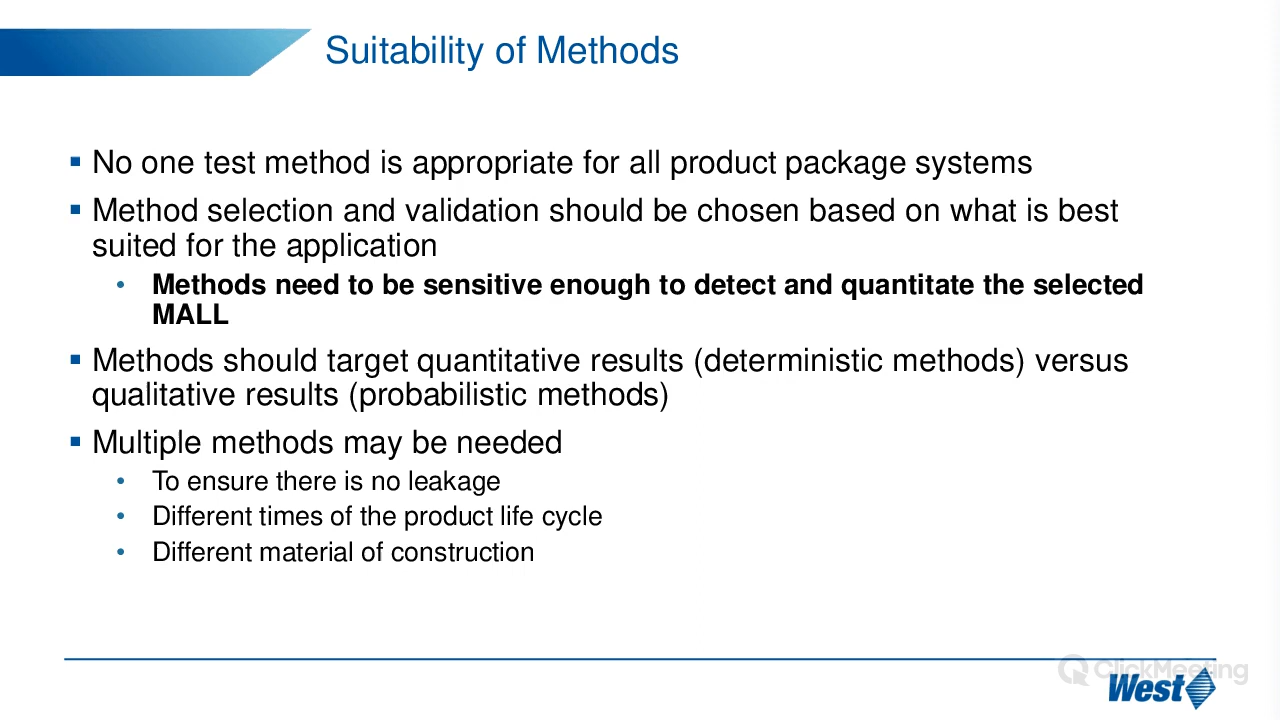 Suitability of Methods
▪ No one test method is appropriate for all product package systems
▪ Method selection and validation should be chosen based on what is best
suited for the application
• Methods need to be sensitive enough to detect and quantitate the selected
MALL
▪ Methods should target quantitative results (deterministic methods) versus
qualitative results (probabilistic methods)
▪ Multiple methods may be needed
• To ensure there is no leakage
• Different times of the product life cycle
• Different material of construction
ClickMeeting
West